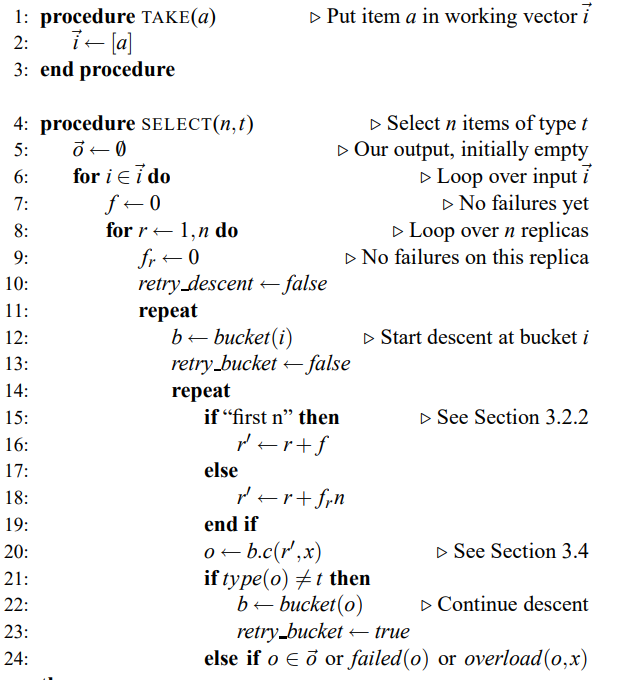 1: procedure TAKE(a) ▷ Put item a in working vector i⃗
2: i⃗ ← [a]
3: end procedure
4: procedure SELECT(n,t) ▷ Select n items of type t
5: o⃗ ← ∅ ▷ Our output, initially empty
6: for i ∈ i⃗ do ▷ Loop over input i⃗
7: f ← 0 ▷ No failures yet
8: for r ← 1,n do ▷ Loop over n replicas
9: fᵣ ← 0 ▷ No failures on this replica
10: retry_descent ← false
11: repeat
12: b ← bucket(i) ▷ Start descent at bucket i
13: retry_bucket ← false
14: repeat
15: if “first n” then ▷ See Section 3.2.2
16: r′ ← r + f
17: else
18: r′ ← r + fᵣn
19: end if
20: o ← b.c(r′,x) ▷ See Section 3.4
21: if type(o) ≠ t then
22: b ← bucket(o) ▷ Continue descent
23: retry_bucket ← true
24: else if o ∈ o⃗ or failed(o) or overload(o,x)